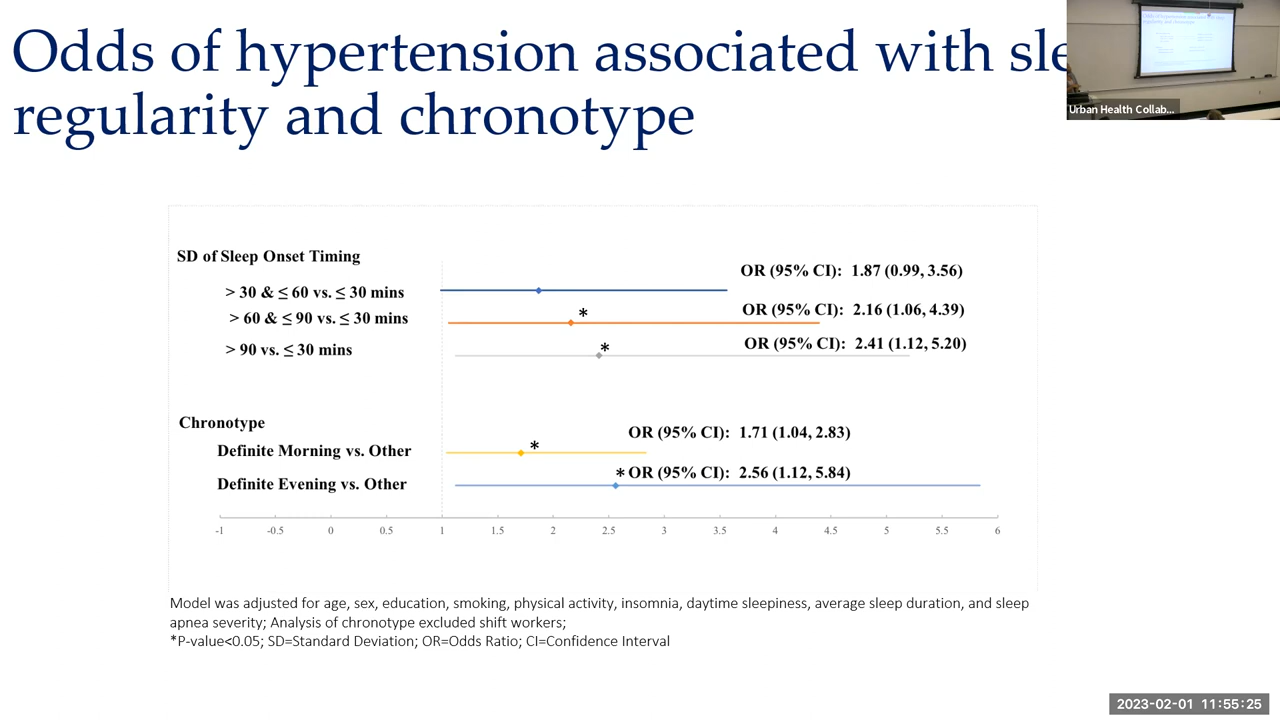 Odds of hypertension associated with sle
regularity and chronotype
Urban Health Collab...
SD of Sleep Onset Timing
OR (95% CI): 1.87 (0.99, 3.56)
> 30 & ≤ 60 vs. ≤ 30 mins
OR (95% CI): 2.16 (1.06, 4.39)
*
> 60 & ≤ 90 vs. ≤ 30 mins
OR (95% CI): 2.41 (1.12, 5.20)
*
> 90 vs. ≤ 30 mins
Chronotype
OR (95% CI): 1.71 (1.04, 2.83)
*
Definite Morning vs. Other
* OR (95% CI): 2.56 (1.12, 5.84)
Definite Evening vs. Other
-1 -0.5 0 0.5 1 1.5 2 2.5 3 3.5 4 4.5 5 5.5 6
Model was adjusted for age, sex, education, smoking, physical activity, insomnia, daytime sleepiness, average sleep duration, and sleep
apnea severity; Analysis of chronotype excluded shift workers;
*P-value<0.05; SD=Standard Deviation; OR=Odds Ratio; CI=Confidence Interval
2023-02-01 11:55:25